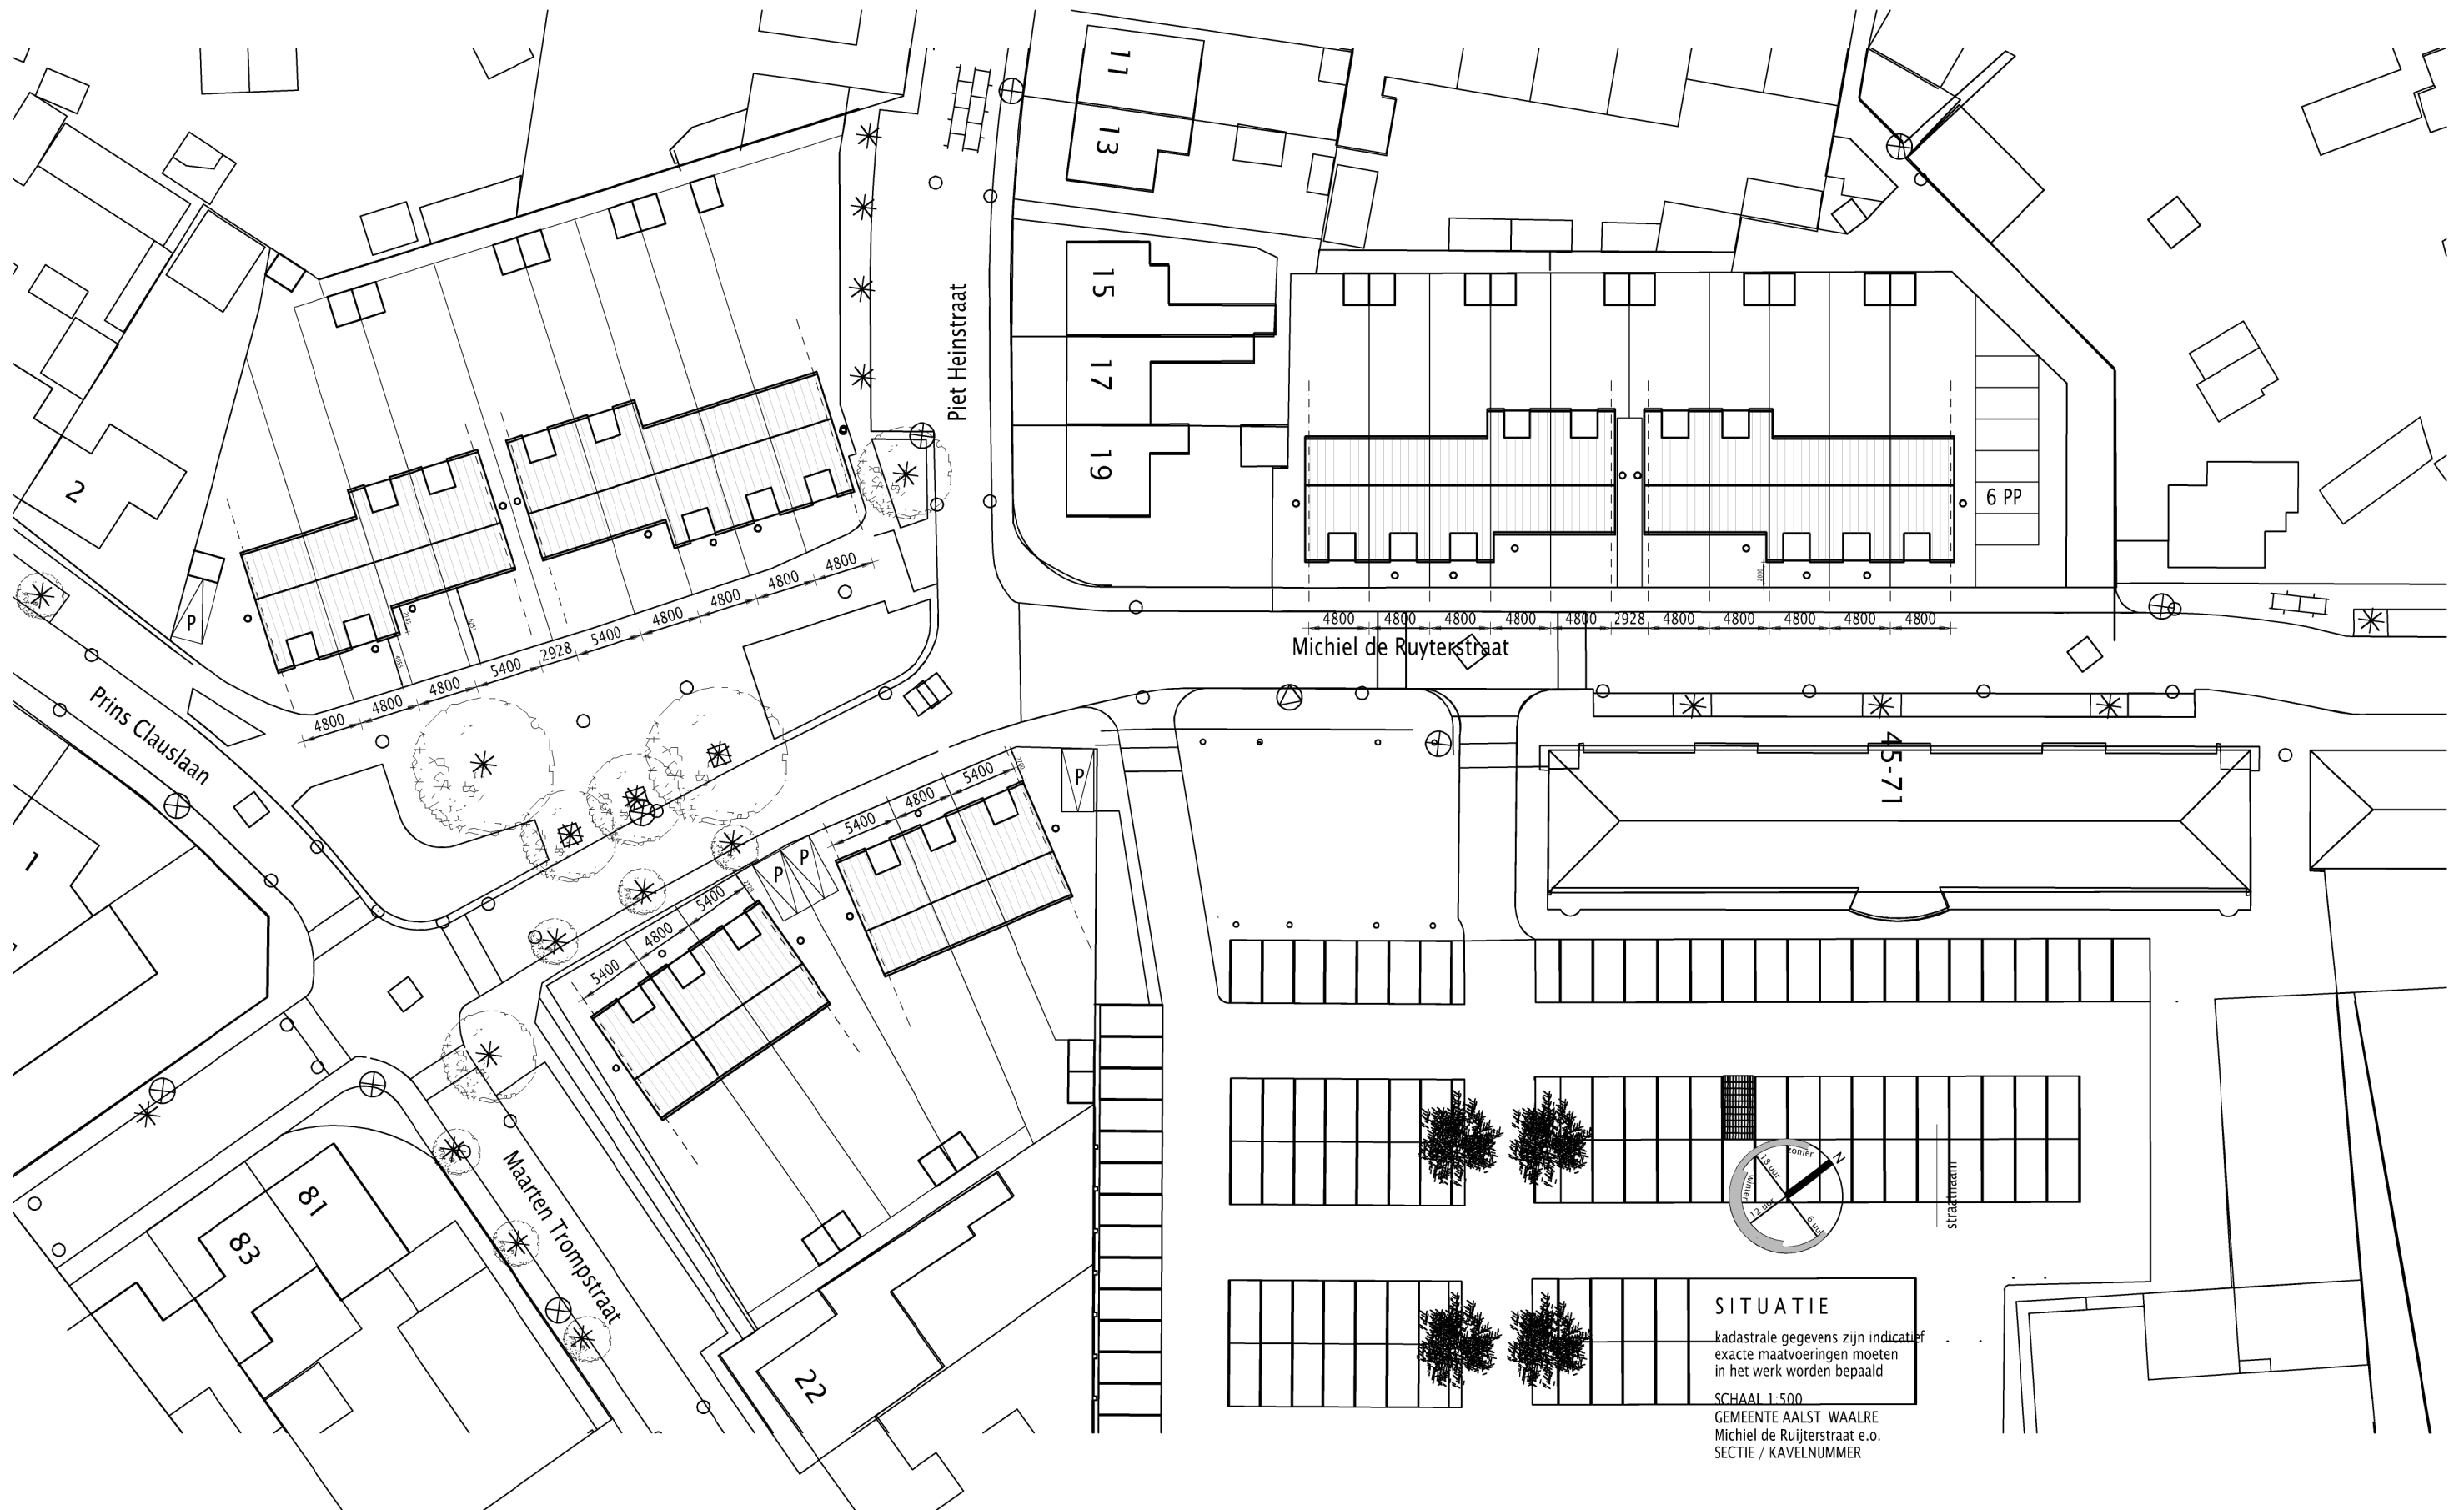 11
13
15
17
19
Piet Heinstraat
2
P
6 PP
4800
4800
4800
5400
2928
5400
4800
4800
4800
4800
4800
4800
4800
4800
4800
2928
4800
4800
4800
4800
4800
Michiel de Ruyterstraat
2000
Prins Clauslaan
1
45-71
5400
4800
5400
P
P
P
5400
4800
5400
Maarten Trompstraat
81
83
22
zomer
18 uur
N
winter
12 uur
6 uur
straatnaam
SITUATIE
kadastrale gegevens zijn indicatief
exacte maatvoeringen moeten
in het werk worden bepaald
SCHAAL 1:500
GEMEENTE AALST WAALRE
Michiel de Ruijterstraat e.o.
SECTIE / KAVELNUMMER